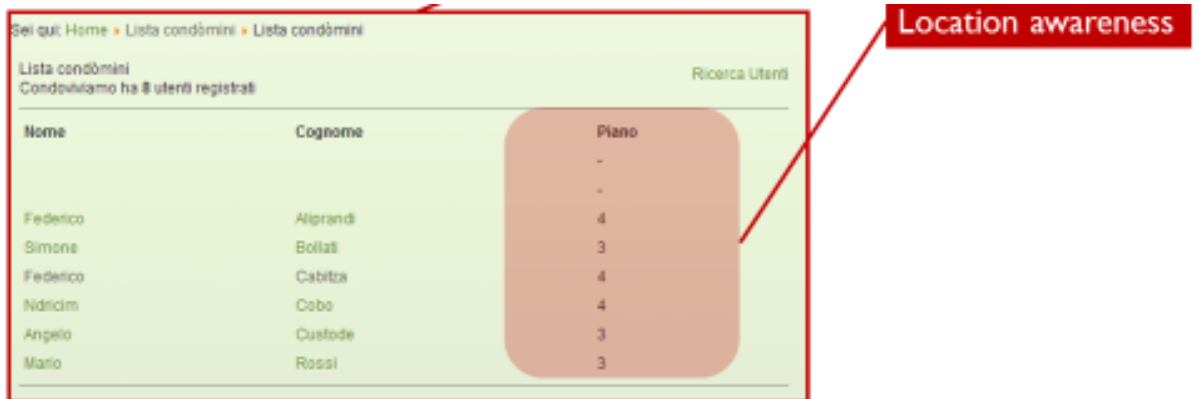 Sei qui: Home › Lista condòmini › Lista condòmini
Location awareness
Lista condòmini
Condoviviamo ha 8 utenti registrati
Ricerca Utenti
Nome Cognome Piano
-
-
Federico Aliprandi 4
Simone Bollati 3
Federico Cabitza 4
Ndricim Cobo 4
Angelo Custode 3
Mario Rossi 3